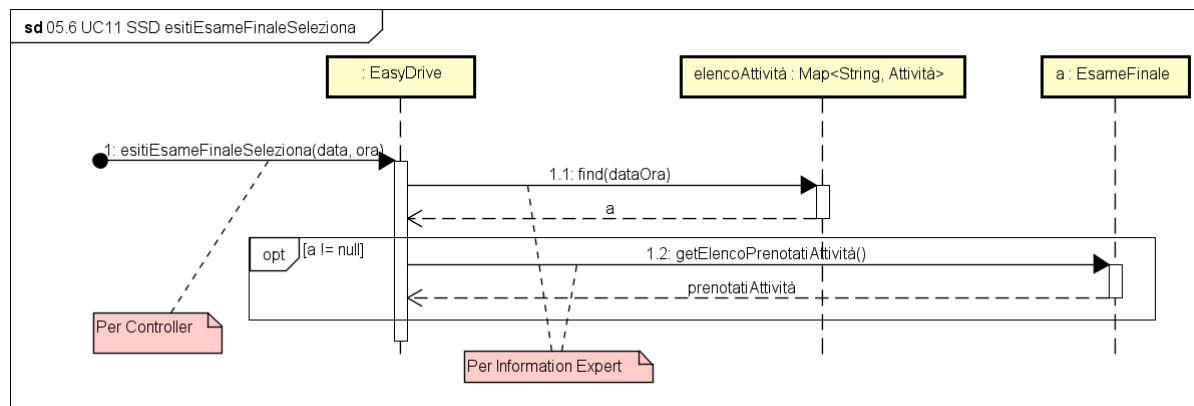 sd 05.6 UC11 SSD esitiEsameFinaleSeleziona
: EasyDrive
elencoAttività : Map<String, Attività>
a : EsameFinale
1: esitiEsameFinaleSeleziona(data, ora)
1.1: find(dataOra)
a
opt
[a != null]
1.2: getElencoPrenotatiAttività()
prenotatiAttività
Per Controller
Per Information Expert